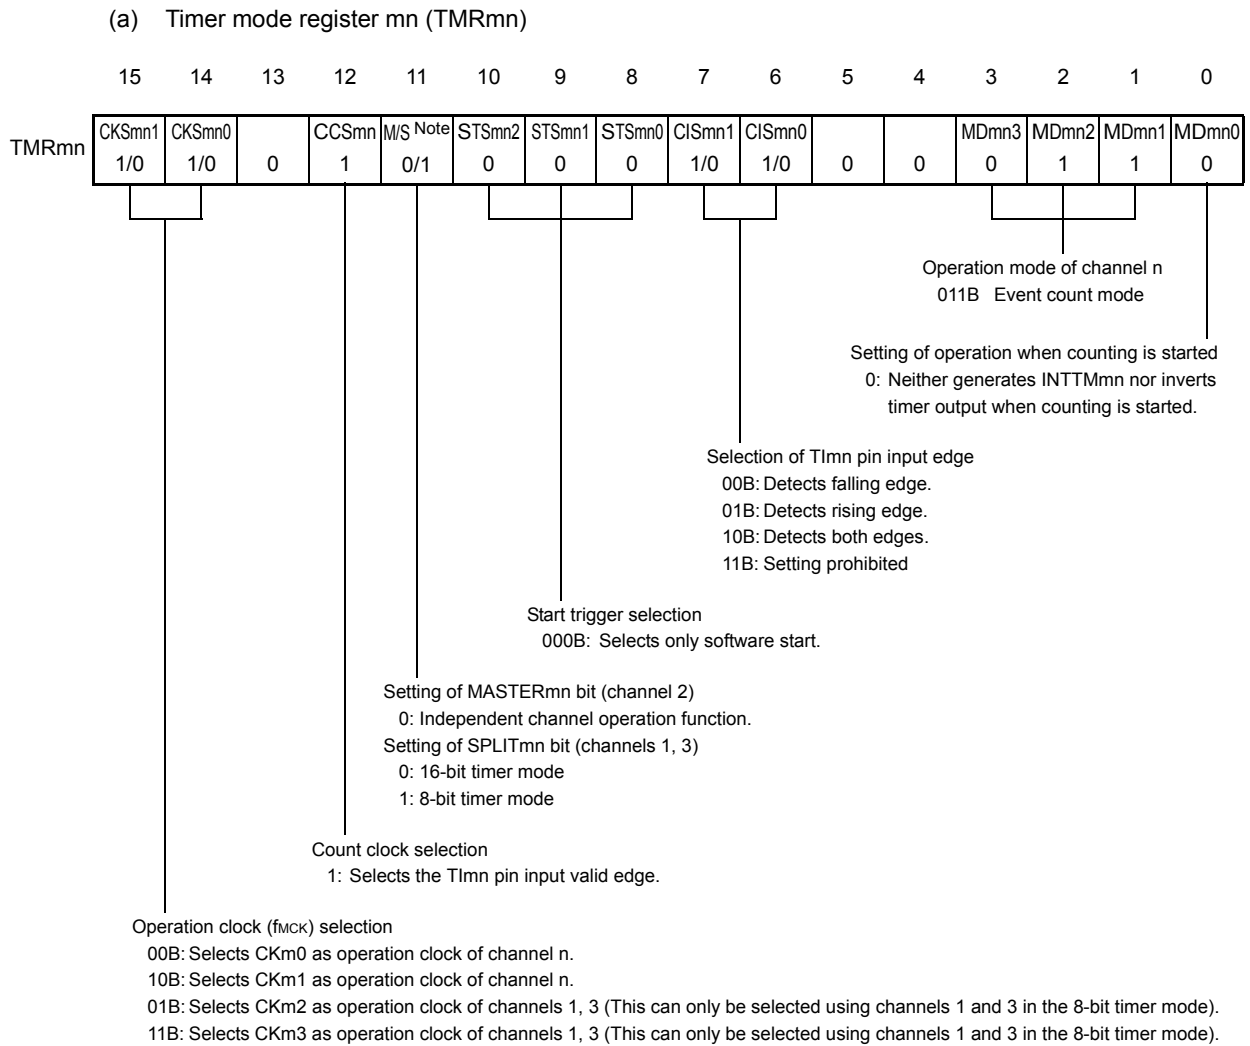 (a) Timer mode register mn (TMRmn)
15 14 13 12 11 10 9 8 7 6 5 4 3 2 1 0
TMRmn CKSmn1 CKSmn0 CCSmn M/S Note STSmn2 STSmn1 STSmn0 CISmn1 CISmn0 MDmn3 MDmn2 MDmn1 MDmn0
1/0 1/0 0 1 0/1 0 0 0 1/0 1/0 0 0 0 1 1 0
Operation mode of channel n
011B Event count mode
Setting of operation when counting is started
0: Neither generates INTTMmn nor inverts
timer output when counting is started.
Selection of TImn pin input edge
00B: Detects falling edge.
01B: Detects rising edge.
10B: Detects both edges.
11B: Setting prohibited
Start trigger selection
000B: Selects only software start.
Setting of MASTERmn bit (channel 2)
0: Independent channel operation function.
Setting of SPLITmn bit (channels 1, 3)
0: 16-bit timer mode
1: 8-bit timer mode
Count clock selection
1: Selects the TImn pin input valid edge.
Operation clock (fMCK) selection
00B: Selects CKm0 as operation clock of channel n.
10B: Selects CKm1 as operation clock of channel n.
01B: Selects CKm2 as operation clock of channels 1, 3 (This can only be selected using channels 1 and 3 in the 8-bit timer mode).
11B: Selects CKm3 as operation clock of channels 1, 3 (This can only be selected using channels 1 and 3 in the 8-bit timer mode).